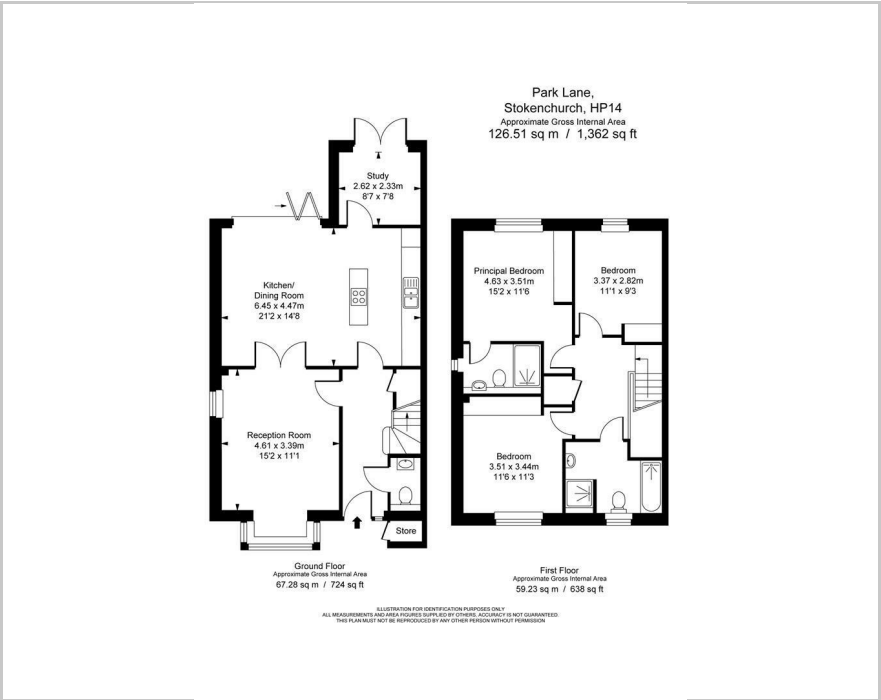 Park Lane,
Stokenchurch, HP14
Approximate Gross Internal Area
126.51 sq m / 1,362 sq ft
Study
2.62 x 2.33m
8'7 x 7'8
Kitchen/
Dining Room
6.45 x 4.47m
21'2 x 14'8
Reception Room
4.61 x 3.39m
15'2 x 11'1
Store
Ground Floor
Approximate Gross Internal Area
67.28 sq m / 724 sq ft
Principal Bedroom
4.63 x 3.51m
15'2 x 11'6
Bedroom
3.37 x 2.82m
11'1 x 9'3
Bedroom
3.51 x 3.44m
11'6 x 11'3
First Floor
Approximate Gross Internal Area
59.23 sq m / 638 sq ft
ILLUSTRATION FOR IDENTIFICATION PURPOSES ONLY
ALL MEASUREMENTS AND AREA FIGURES SUPPLIED BY OTHERS. ACCURACY IS NOT GUARANTEED
THIS PLAN MUST NOT BE REPRODUCED BY ANY OTHER PERSON WITHOUT PERMISSION